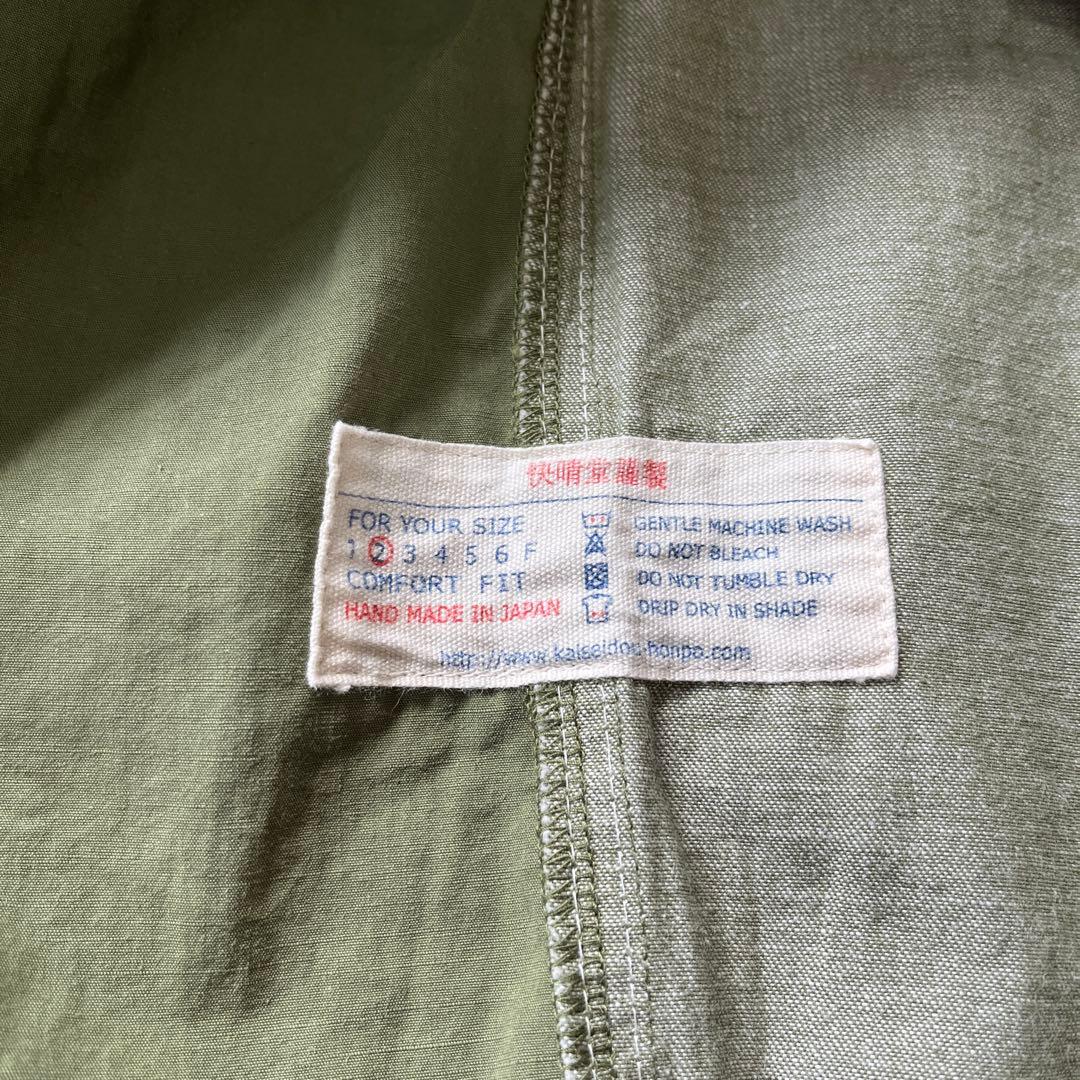 快晴堂謹製
FOR YOUR SIZE
1 2 3 4 5 6 F
COMFORT FIT
HAND MADE IN JAPAN
GENTLE MACHINE WASH
DO NOT BLEACH
DO NOT TUMBLE DRY
DRIP DRY IN SHADE
http://www.kaiseidou-honpo.com